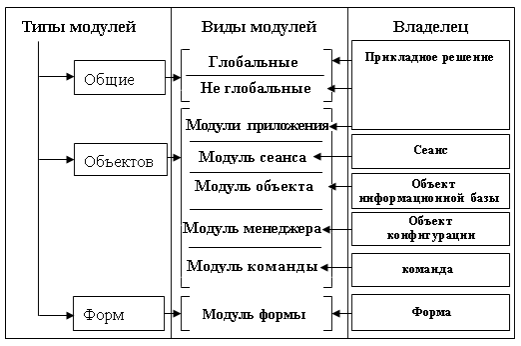 Типы модулей
Виды модулей
Владелец
Общие
Глобальные
Не глобальные
Прикладное решение
Объектов
Модули приложения
Модуль сеанса
Сеанс
Модуль объекта
Объект
информационной базы
Модуль менеджера
Объект
конфигурации
Модуль команды
команда
Форм
Модуль формы
Форма